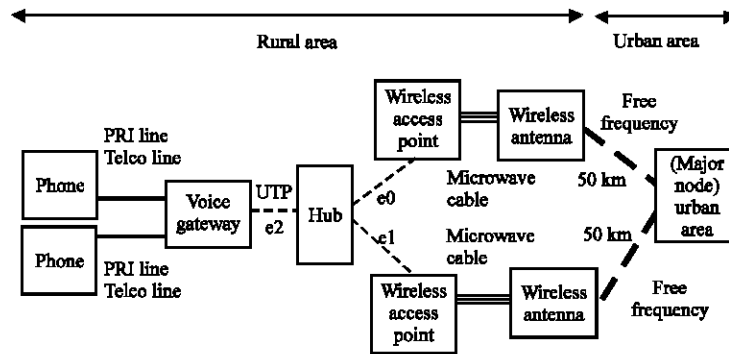 Rural area
Urban area
Wireless
access
point
Wireless
antenna
Free
frequency
PRI line
Telco line
Phone
Voice
gateway
UTP
e2
Hub
e0
Microwave
cable
50 km
(Major
node)
urban
area
Phone
PRI line
Telco line
e1
Microwave
cable
50 km
Wireless
access
point
Wireless
antenna
Free
frequency